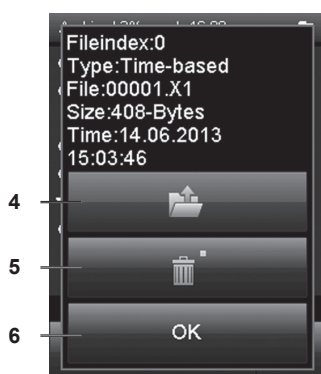 Fileindex:0
Type:Time-based
File:00001.X1
Size:408-Bytes
Time:14.06.2013
15:03:46
4
5
6 OK